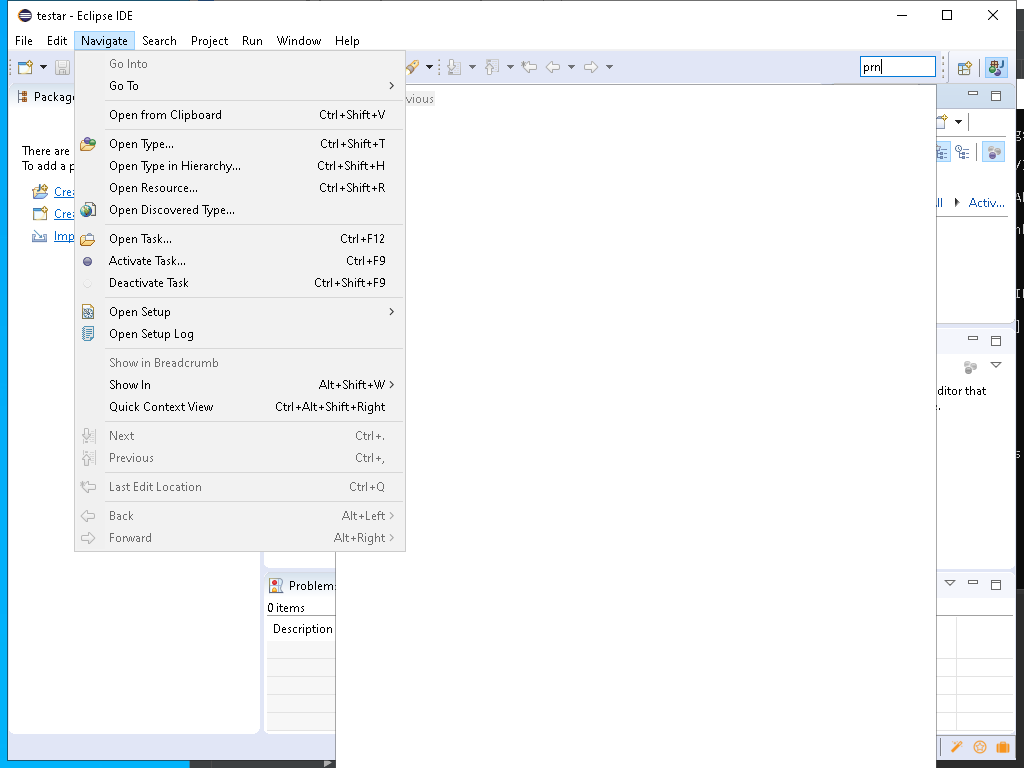 testar - Eclipse IDE
File Edit Navigate Search Project Run Window Help
prn
Go Into
Go To
Open from Clipboard Ctrl+Shift+V
Open Type... Ctrl+Shift+T
Open Type in Hierarchy... Ctrl+Shift+H
Open Resource... Ctrl+Shift+R
Open Discovered Type...
Open Task... Ctrl+F12
Activate Task... Ctrl+F9
Deactivate Task Ctrl+Shift+F9
Open Setup
Open Setup Log
Show in Breadcrumb
Show In Alt+Shift+W
Quick Context View Ctrl+Alt+Shift+Right
Next Ctrl+.
Previous Ctrl+,
Last Edit Location Ctrl+Q
Back Alt+Left
Forward Alt+Right
Packag
There are
To add a p
Crea
Crea
Imp
vious
Activ...
ditor that
Problem
0 items
Description